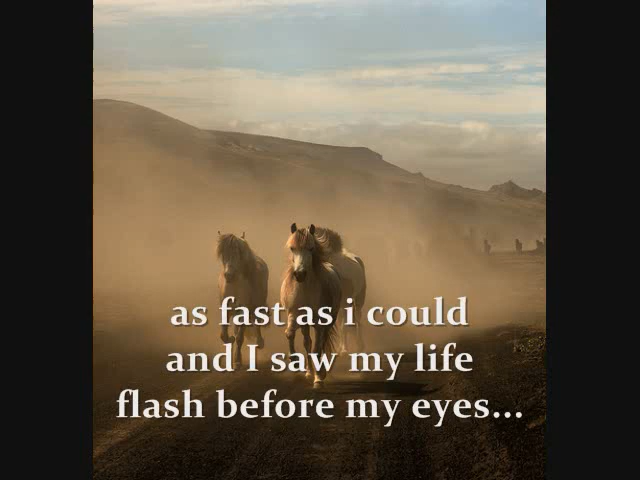 as fast as i could
and I saw my life
flash before my eyes...